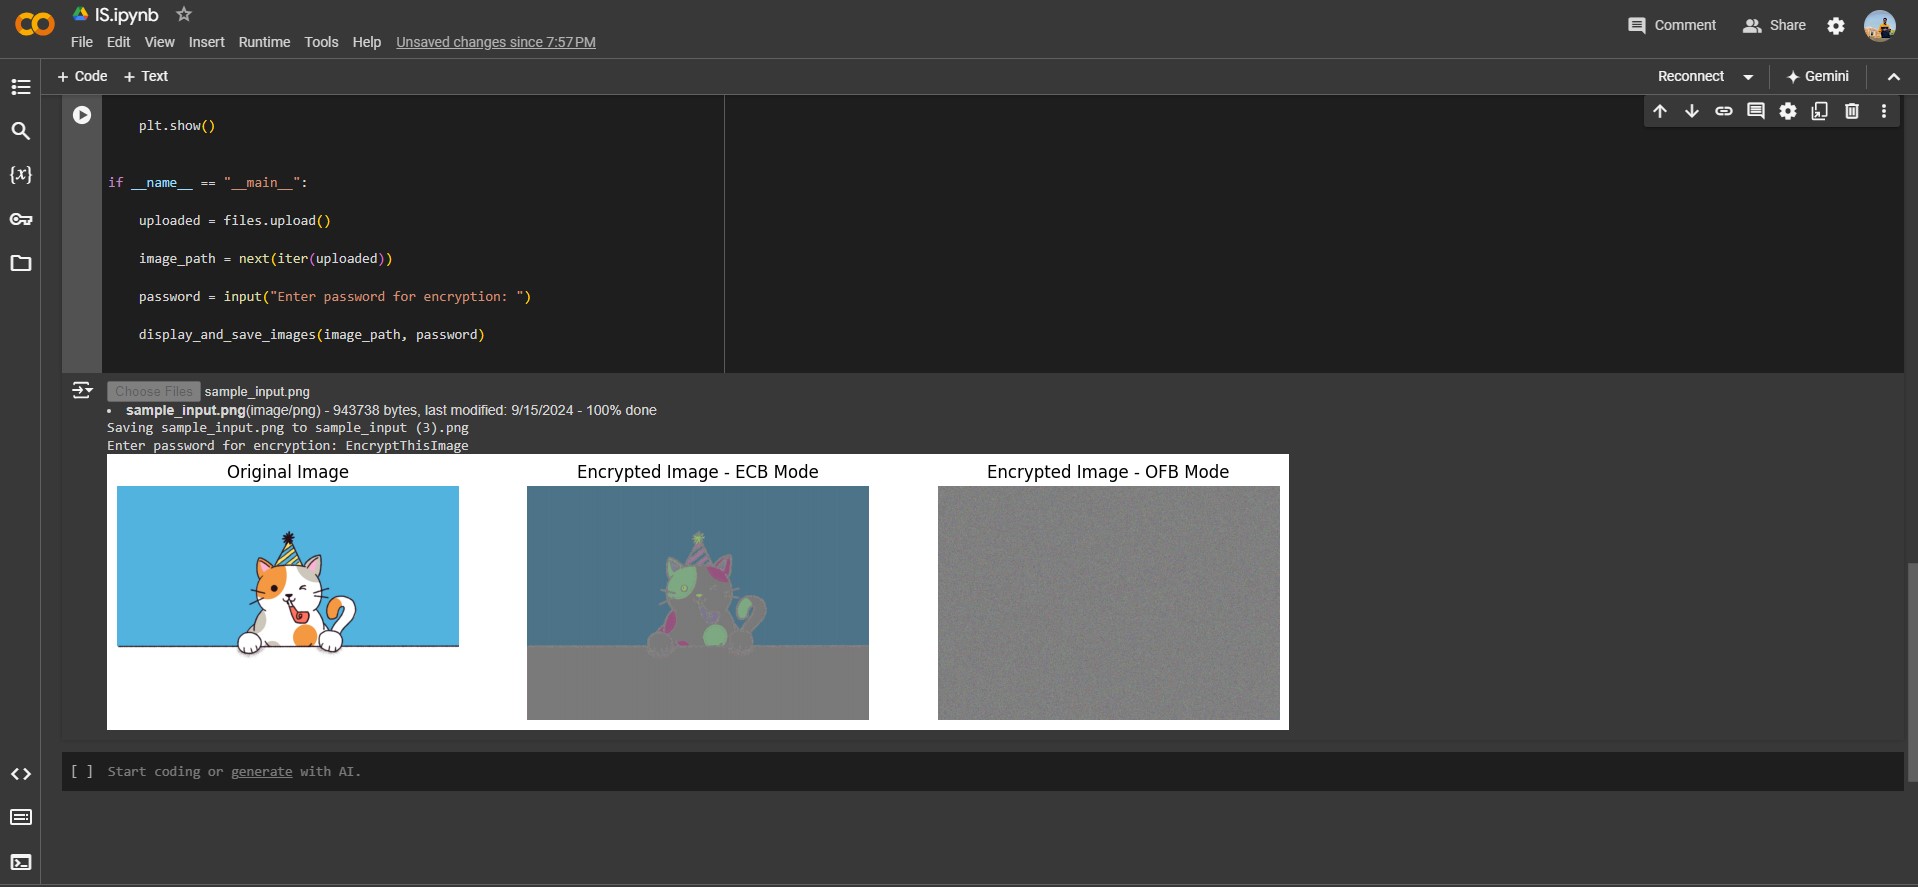 IS.ipynb
Comment
Share
File Edit View Insert Runtime Tools Help Unsaved changes since 7:57 PM
+ Code + Text
Reconnect
Gemini
{x}
plt.show()
if __name__ == "__main__":
uploaded = files.upload()
image_path = next(iter(uploaded))
password = input("Enter password for encryption: ")
display_and_save_images(image_path, password)
Choose Files sample_input.png
• sample_input.png(image/png) - 943738 bytes, last modified: 9/15/2024 - 100% done
Saving sample_input.png to sample_input (3).png
Enter password for encryption: EncryptThisImage
Original Image
Encrypted Image - ECB Mode
Encrypted Image - OFB Mode
[ ] Start coding or generate with AI.